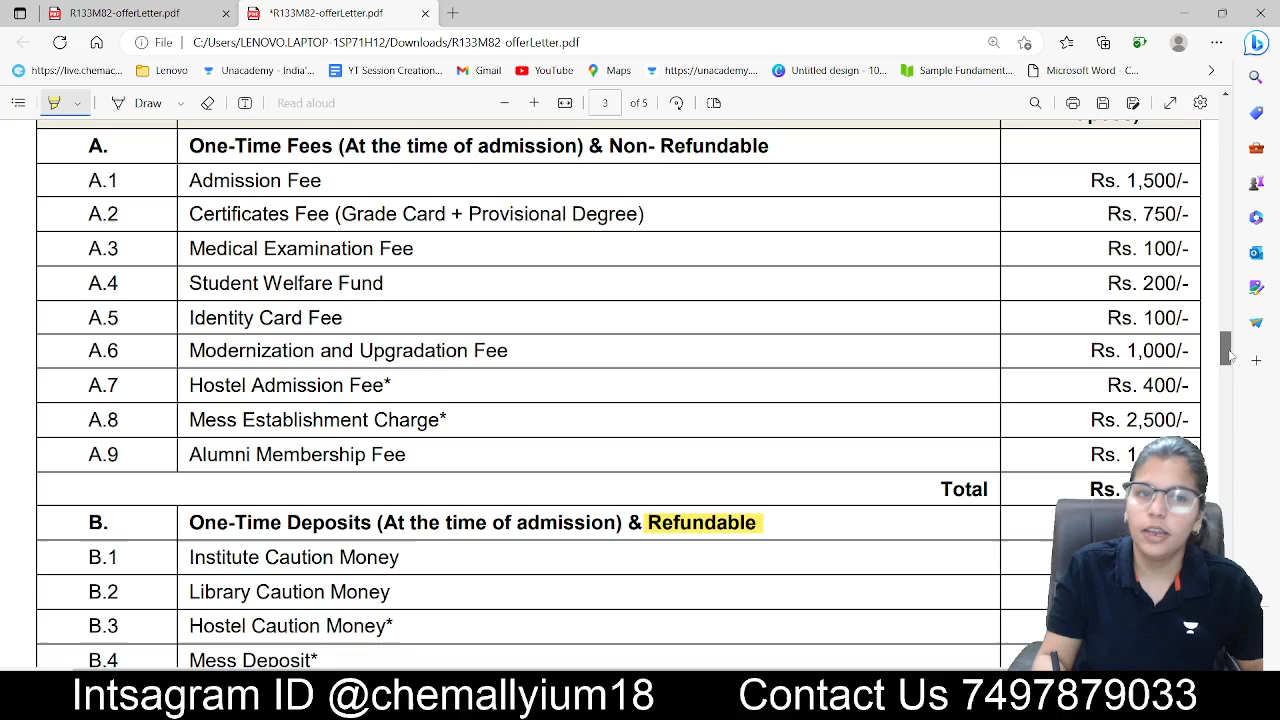 R133M82-offerLetter.pdf
*R133M82-offerLetter.pdf
File
C:/Users/LENOVO.LAPTOP-1SP71H12/Downloads/R133M82-offerLetter.pdf
https://live.chemac...
Lenovo
Unacademy - India'...
YT Session Creation...
Gmail
YouTube
Maps
https://unacademy....
Untitled design - 10...
Sample Fundament...
Microsoft Word - C...
Draw
Read aloud
3 of 5
A. One-Time Fees (At the time of admission) & Non- Refundable
A.1 Admission Fee Rs. 1,500/-
A.2 Certificates Fee (Grade Card + Provisional Degree) Rs. 750/-
A.3 Medical Examination Fee Rs. 100/-
A.4 Student Welfare Fund Rs. 200/-
A.5 Identity Card Fee Rs. 100/-
A.6 Modernization and Upgradation Fee Rs. 1,000/-
A.7 Hostel Admission Fee* Rs. 400/-
A.8 Mess Establishment Charge* Rs. 2,500/-
A.9 Alumni Membership Fee Rs.
Total Rs.
B. One-Time Deposits (At the time of admission) & Refundable
B.1 Institute Caution Money
B.2 Library Caution Money
B.3 Hostel Caution Money*
B.4 Mess Deposit*
Intsagram ID @chemallyium18 Contact Us 7497879033